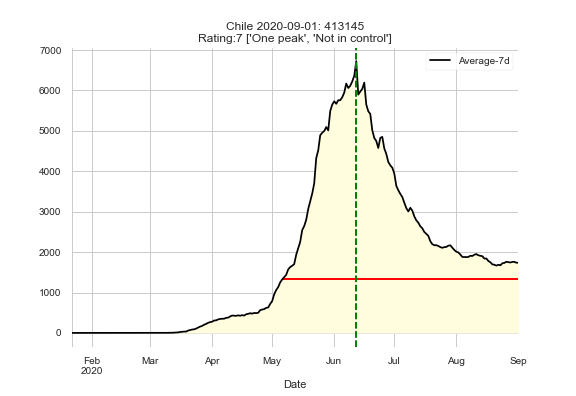 Chile 2020-09-01: 413145
Rating:7 ['One peak', 'Not in control']
7000
Average-7d
6000
5000
4000
3000
2000
1000
0
Feb Mar Apr May Jun Jul Aug Sep
2020
Date